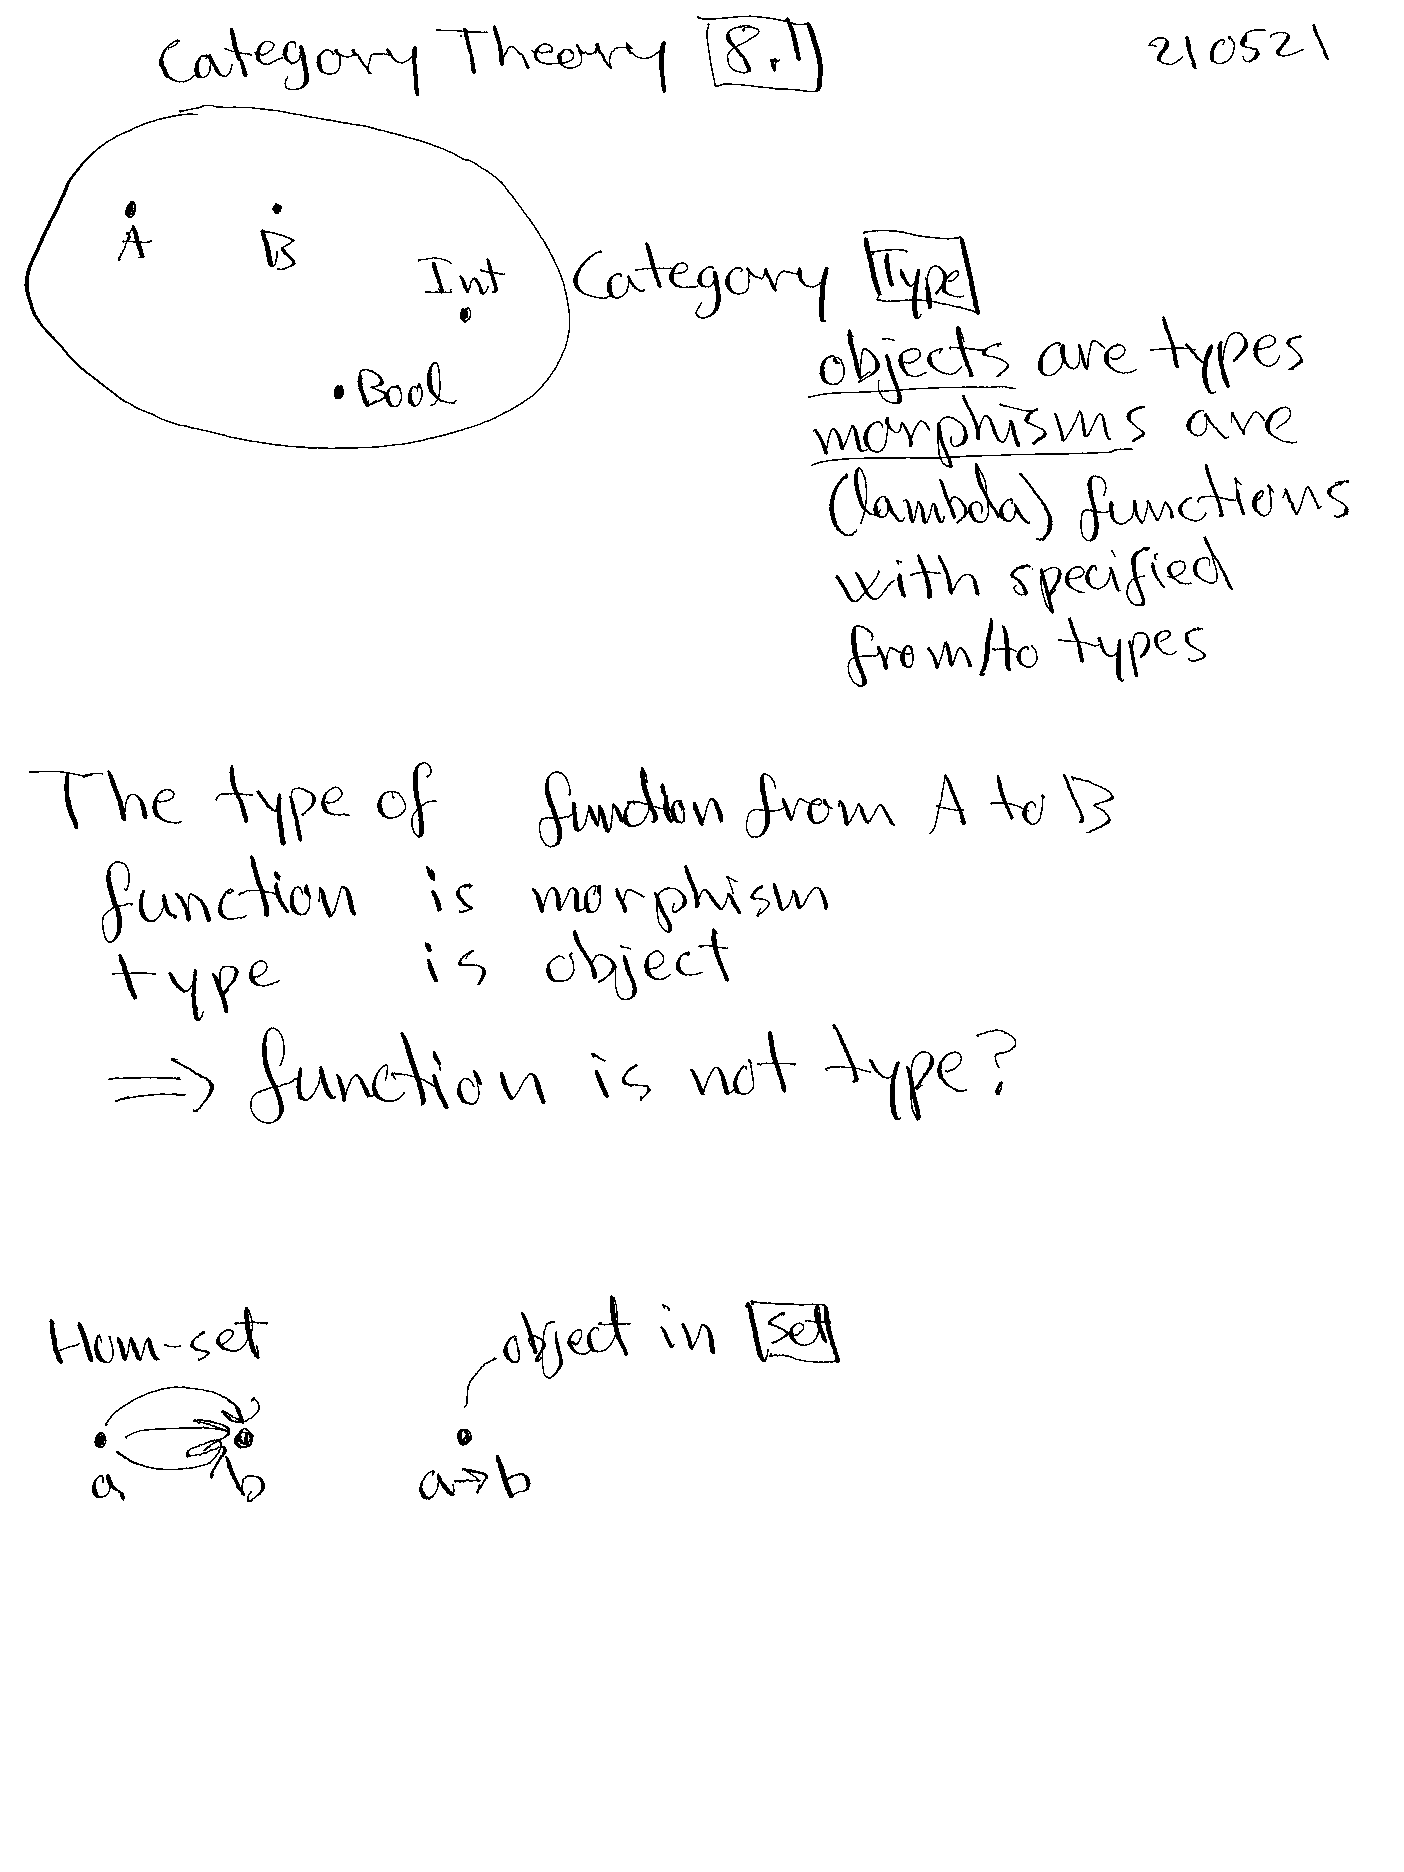 Category Theory 8.1 210521
A B
Int
Bool
Category Type
objects are types
morphisms are
(lambda) functions
with specified
from/to types
The type of function from A to B
function is morphism
type is object
⇒ function is not type?
Hom-set object in Set
a b a→b